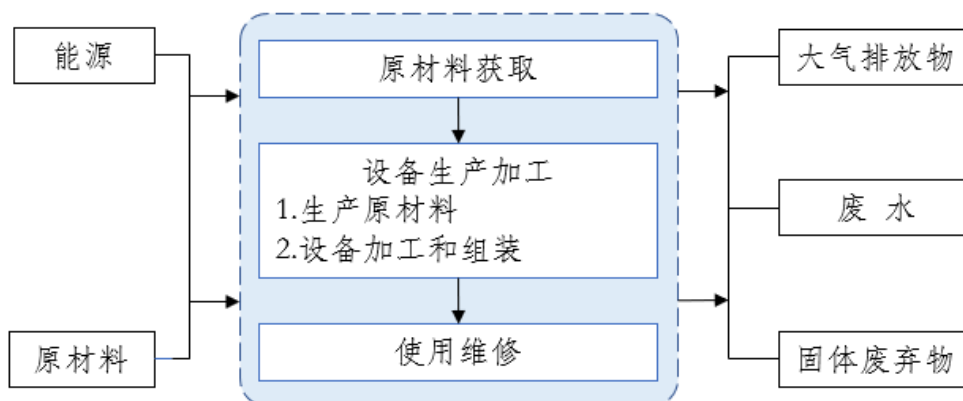 能源
原材料
原材料获取
设备生产加工
1.生产原材料
2.设备加工和组装
使用维修
大气排放物
废 水
固体废弃物